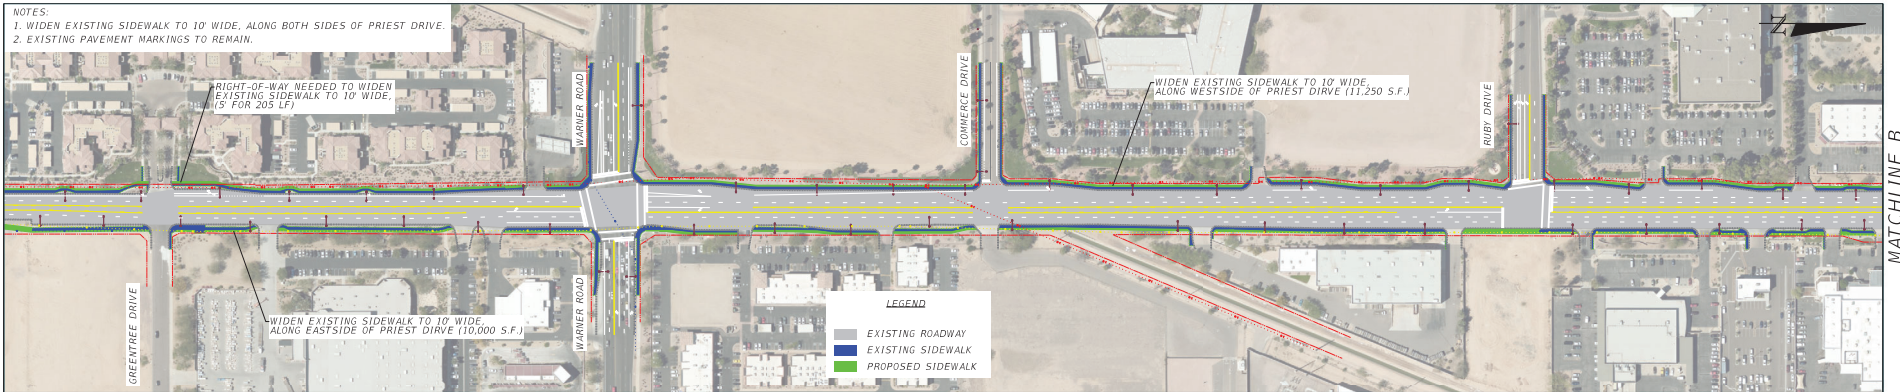 NOTES:
1. WIDEN EXISTING SIDEWALK TO 10' WIDE, ALONG BOTH SIDES OF PRIEST DRIVE.
2. EXISTING PAVEMENT MARKINGS TO REMAIN.
RIGHT-OF-WAY NEEDED TO WIDEN
EXISTING SIDEWALK TO 10' WIDE,
(5' FOR 205 LF)
WARNER ROAD
COMMERCE DRIVE
WIDEN EXISTING SIDEWALK TO 10' WIDE,
ALONG WESTSIDE OF PRIEST DIRVE (11,250 S.F.)
RUBY DRIVE
N
MATCHLINE B
GREENTREE DRIVE
WIDEN EXISTING SIDEWALK TO 10' WIDE,
ALONG EASTSIDE OF PRIEST DIRVE (10,000 S.F.)
WARNER ROAD
LEGEND
EXISTING ROADWAY
EXISTING SIDEWALK
PROPOSED SIDEWALK